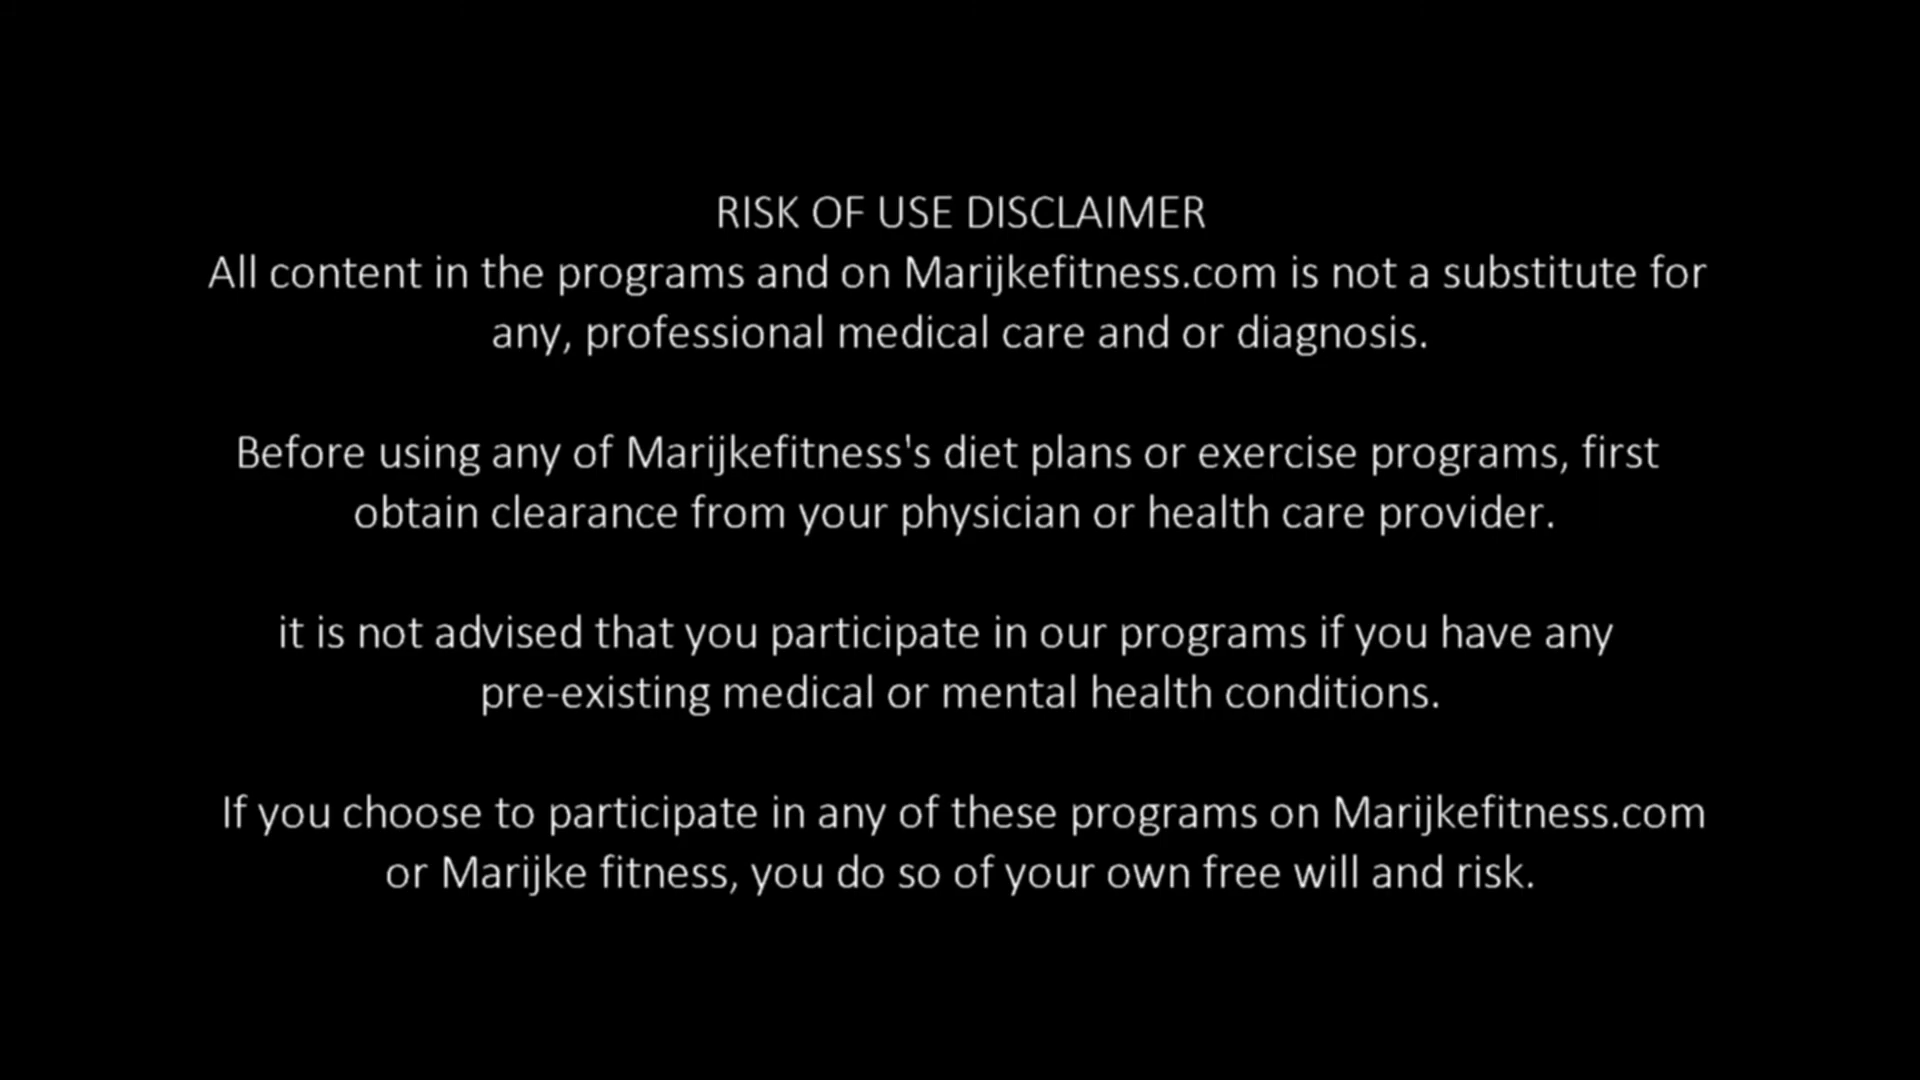 RISK OF USE DISCLAIMER
All content in the programs and on Marijkefitness.com is not a substitute for
any, professional medical care and or diagnosis.
Before using any of Marijkefitness's diet plans or exercise programs, first
obtain clearance from your physician or health care provider.
it is not advised that you participate in our programs if you have any
pre-existing medical or mental health conditions.
If you choose to participate in any of these programs on Marijkefitness.com
or Marijke fitness, you do so of your own free will and risk.